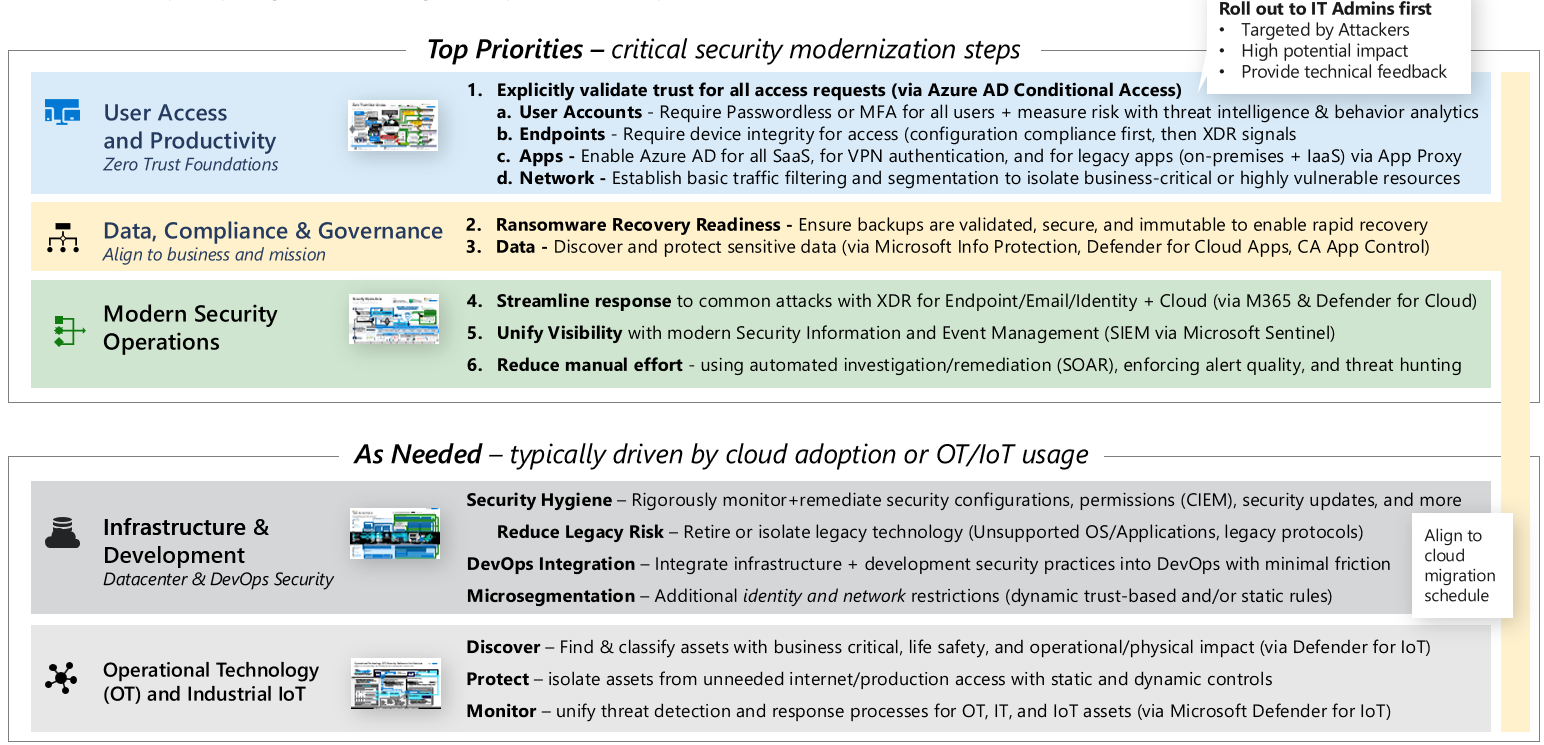 Roll out to IT Admins first
• Targeted by Attackers
• High potential impact
• Provide technical feedback
Top Priorities – critical security modernization steps
User Access
and Productivity
Zero Trust Foundations
1. Explicitly validate trust for all access requests (via Azure AD Conditional Access)
a. User Accounts - Require Passwordless or MFA for all users + measure risk with threat intelligence & behavior analytics
b. Endpoints - Require device integrity for access (configuration compliance first, then XDR signals
c. Apps - Enable Azure AD for all SaaS, for VPN authentication, and for legacy apps (on-premises + IaaS) via App Proxy
d. Network - Establish basic traffic filtering and segmentation to isolate business-critical or highly vulnerable resources
Data, Compliance & Governance
Align to business and mission
2. Ransomware Recovery Readiness - Ensure backups are validated, secure, and immutable to enable rapid recovery
3. Data - Discover and protect sensitive data (via Microsoft Info Protection, Defender for Cloud Apps, CA App Control)
Modern Security
Operations
4. Streamline response to common attacks with XDR for Endpoint/Email/Identity + Cloud (via M365 & Defender for Cloud)
5. Unify Visibility with modern Security Information and Event Management (SIEM via Microsoft Sentinel)
6. Reduce manual effort - using automated investigation/remediation (SOAR), enforcing alert quality, and threat hunting
As Needed – typically driven by cloud adoption or OT/IoT usage
Infrastructure &
Development
Datacenter & DevOps Security
Security Hygiene – Rigorously monitor+remediate security configurations, permissions (CIEM), security updates, and more
Reduce Legacy Risk – Retire or isolate legacy technology (Unsupported OS/Applications, legacy protocols)
DevOps Integration – Integrate infrastructure + development security practices into DevOps with minimal friction
Microsegmentation – Additional identity and network restrictions (dynamic trust-based and/or static rules)
Align to
cloud
migration
schedule
Operational Technology
(OT) and Industrial IoT
Discover – Find & classify assets with business critical, life safety, and operational/physical impact (via Defender for IoT)
Protect – isolate assets from unneeded internet/production access with static and dynamic controls
Monitor – unify threat detection and response processes for OT, IT, and IoT assets (via Microsoft Defender for IoT)